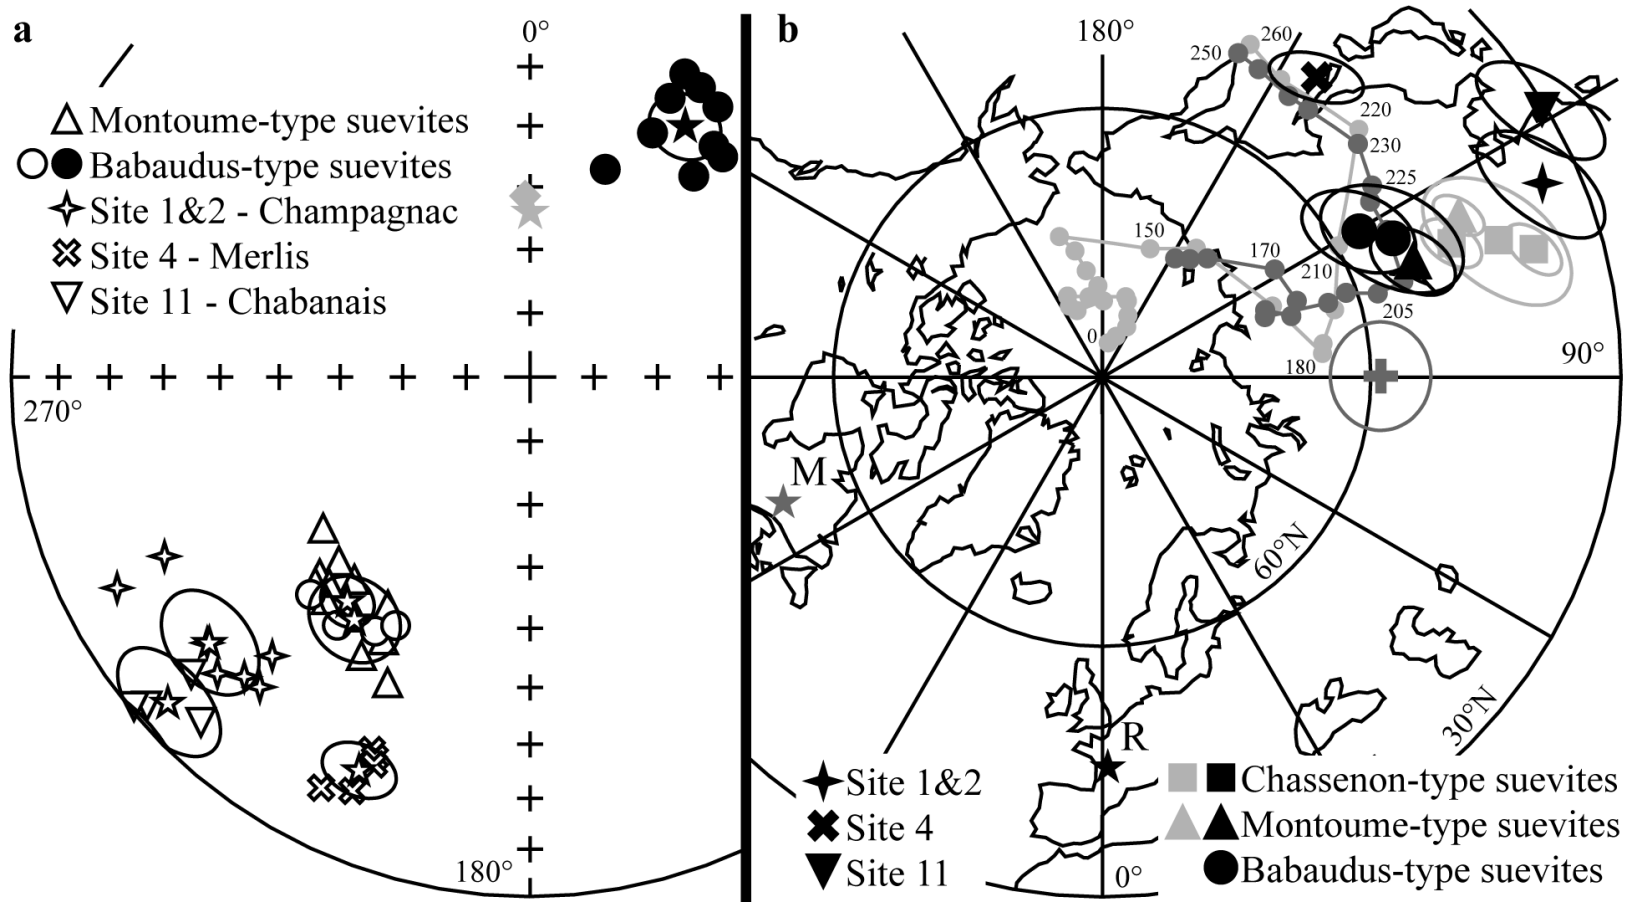 a
0°
Montoume-type suevites
Babaudus-type suevites
Site 1&2 - Champagnac
Site 4 - Merlis
Site 11 - Chabanais
270°
180°
b
180°
260
250
220
230
225
150
170
210
205
0
180
90°
M
60°N
30°N
R
Site 1&2
Site 4
Site 11
0°
Chassenon-type suevites
Montoume-type suevites
Babaudus-type suevites